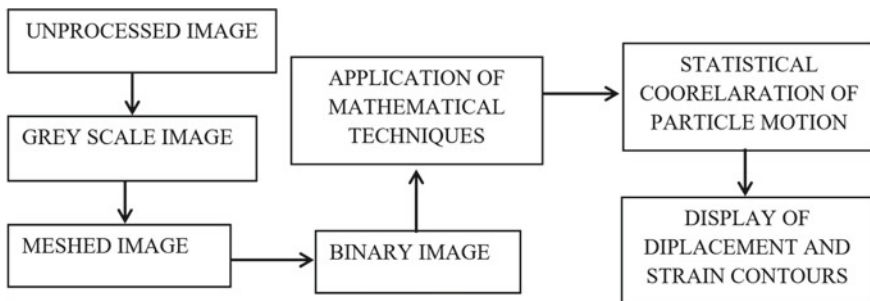 UNPROCESSED IMAGE
GREY SCALE IMAGE
MESHED IMAGE
BINARY IMAGE
APPLICATION OF
MATHEMATICAL
TECHNIQUES
STATISTICAL
COORELARATION OF
PARTICLE MOTION
DISPLAY OF
DIPLACEMENT AND
STRAIN CONTOURS